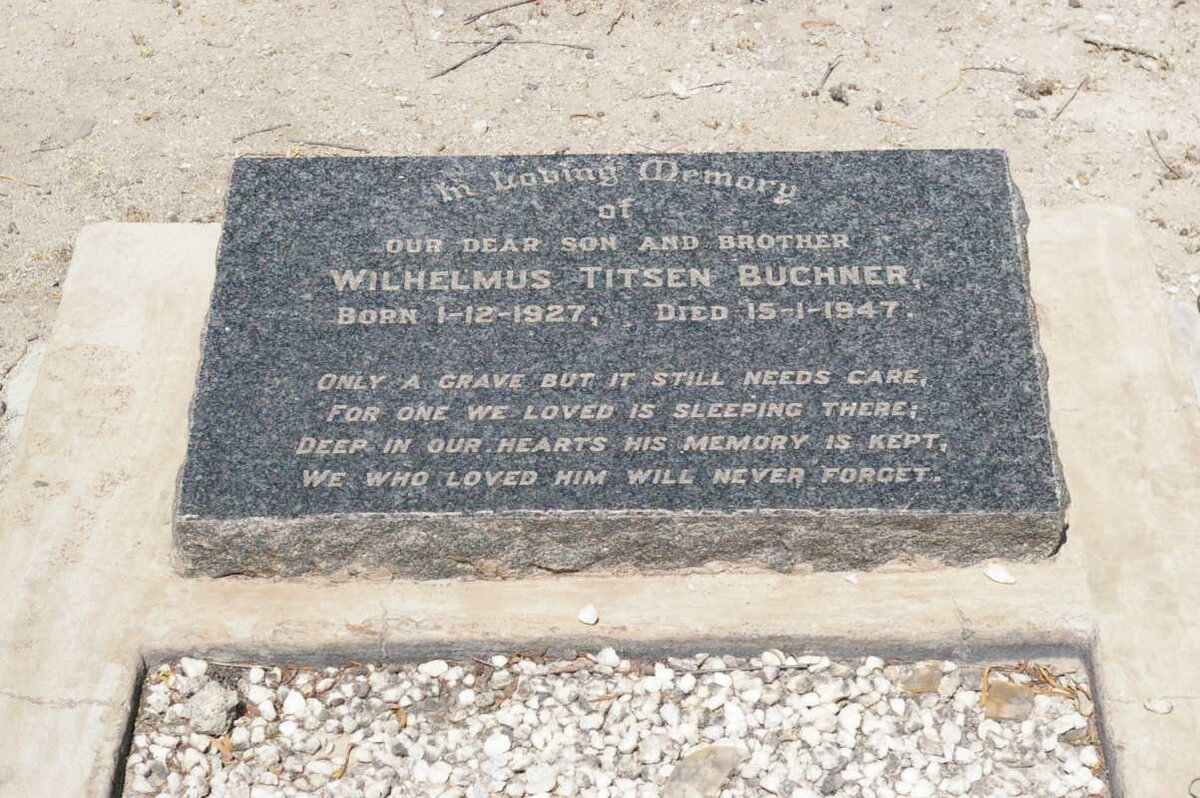 In Loving Memory
of
OUR DEAR SON AND BROTHER
WILHELMUS TITSEN BUCHNER,
BORN 1-12-1927, DIED 15-1-1947.
ONLY A GRAVE BUT IT STILL NEEDS CARE,
FOR ONE WE LOVED IS SLEEPING THERE;
DEEP IN OUR HEARTS HIS MEMORY IS KEPT,
WE WHO LOVED HIM WILL NEVER FORGET.